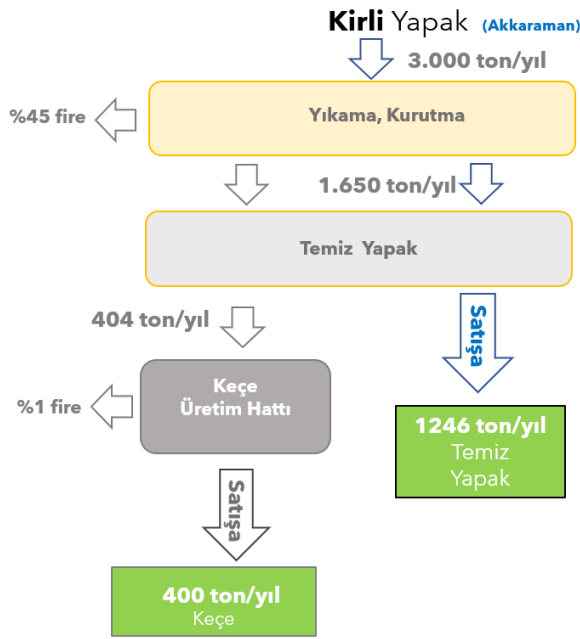 Kirli Yapak (Akkaraman)
3.000 ton/yıl
%45 fire
Yıkama, Kurutma
1.650 ton/yıl
Temiz Yapak
404 ton/yıl
Satışa
%1 fire
Keçe
Üretim Hattı
1246 ton/yıl
Temiz
Yapak
Satışa
400 ton/yıl
Keçe